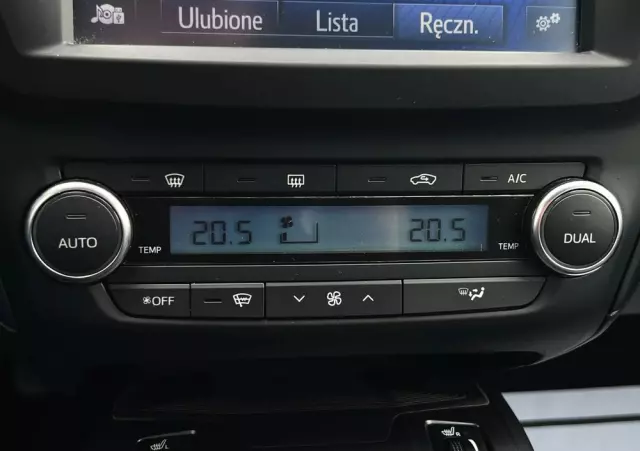 Ulubione Lista Ręczn.
A/C
AUTO TEMP 20.5 20.5 TEMP DUAL
OFF
L R